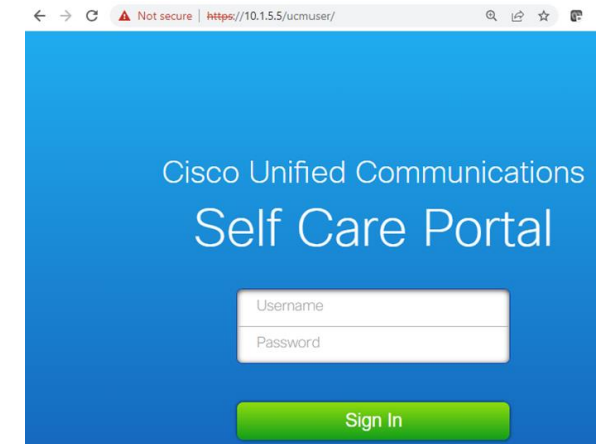 Not secure | https://10.1.5.5/ucmuser/
Cisco Unified Communications
Self Care Portal
Username
Password
Sign In